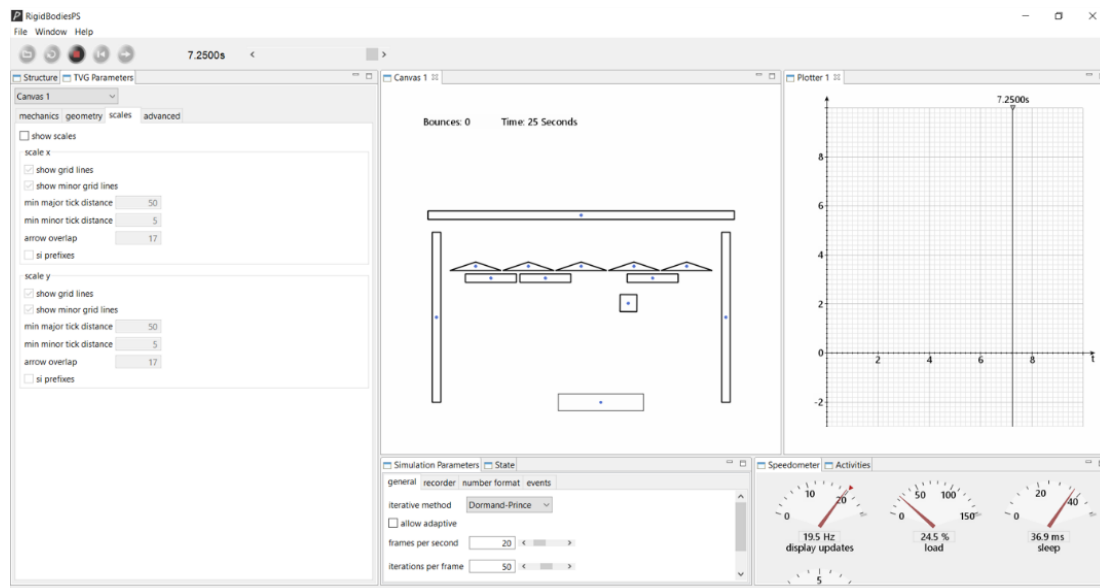 RigidBodiesPS
File Window Help
7.2500s
Structure TVG Parameters
Canvas 1
mechanics geometry scales advanced
show scales
scale x
show grid lines
show minor grid lines
min major tick distance 50
min minor tick distance 5
arrow overlap 17
si prefixes
scale y
show grid lines
show minor grid lines
min major tick distance 50
min minor tick distance 5
arrow overlap 17
si prefixes
Canvas 1
Bounces: 0 Time: 25 Seconds
Plotter 1
7.2500s
8
6
4
2
0
-2
2 4 6 8 t
Simulation Parameters State
general recorder number format events
iterative method Dormand-Prince
allow adaptive
frames per second 20
iterations per frame 50
Speedometer Activities
0 10 20
19.5 Hz
display updates
0 50 100 150
24.5 %
load
0 20 40
36.9 ms
sleep
5